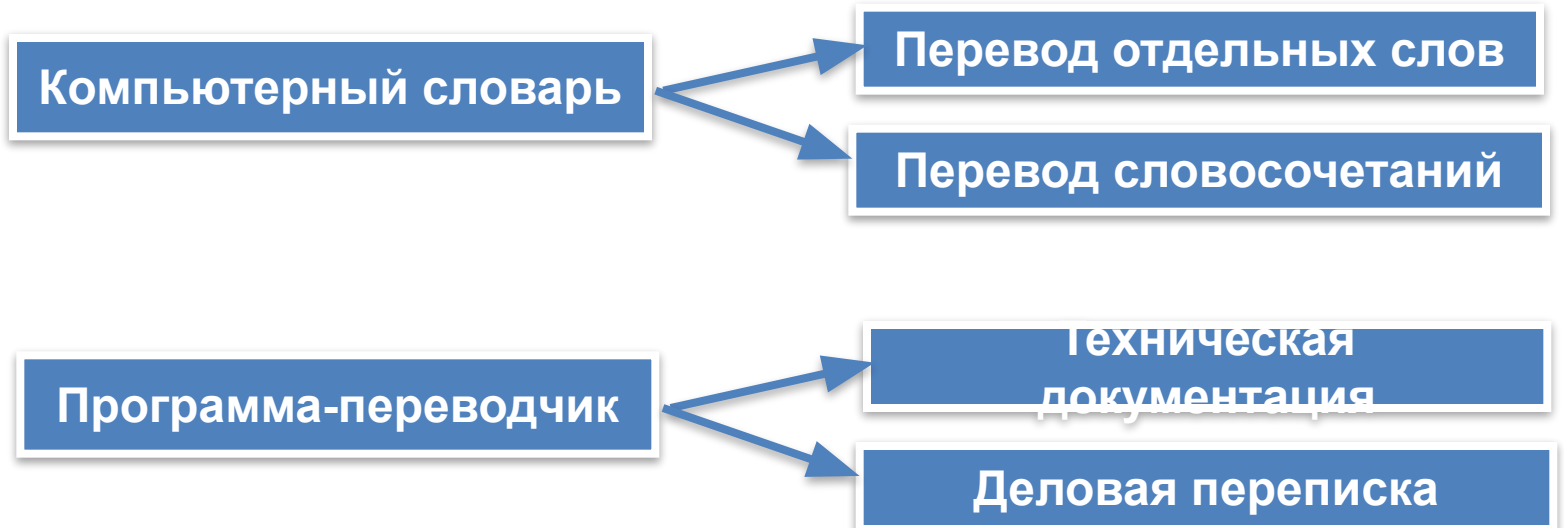 Компьютерный словарь
Перевод отдельных слов
Перевод словосочетаний
Программа-переводчик
Техническая
документация
Деловая переписка